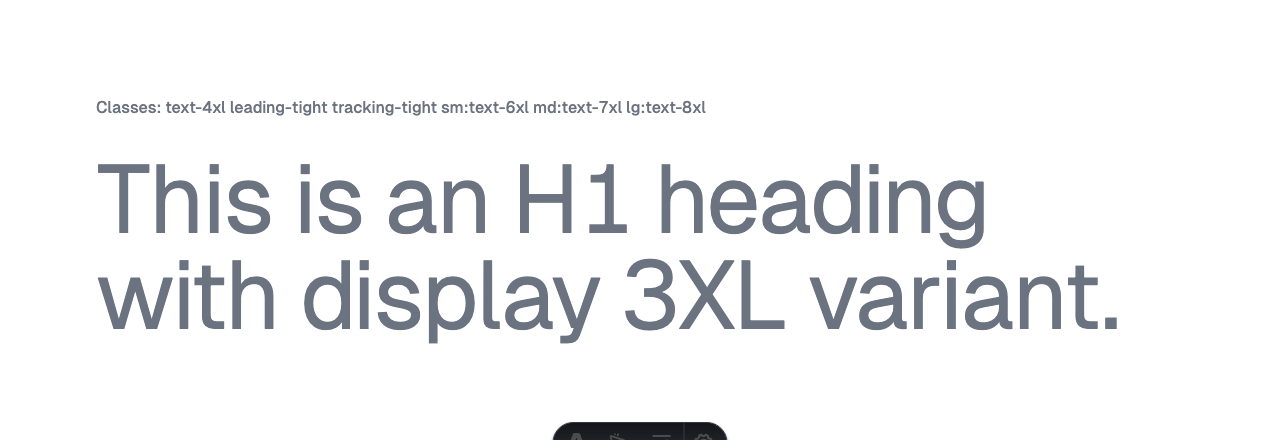 Classes: text-4xl leading-tight tracking-tight sm:text-6xl md:text-7xl lg:text-8xl
This is an H1 heading
with display 3XL variant.